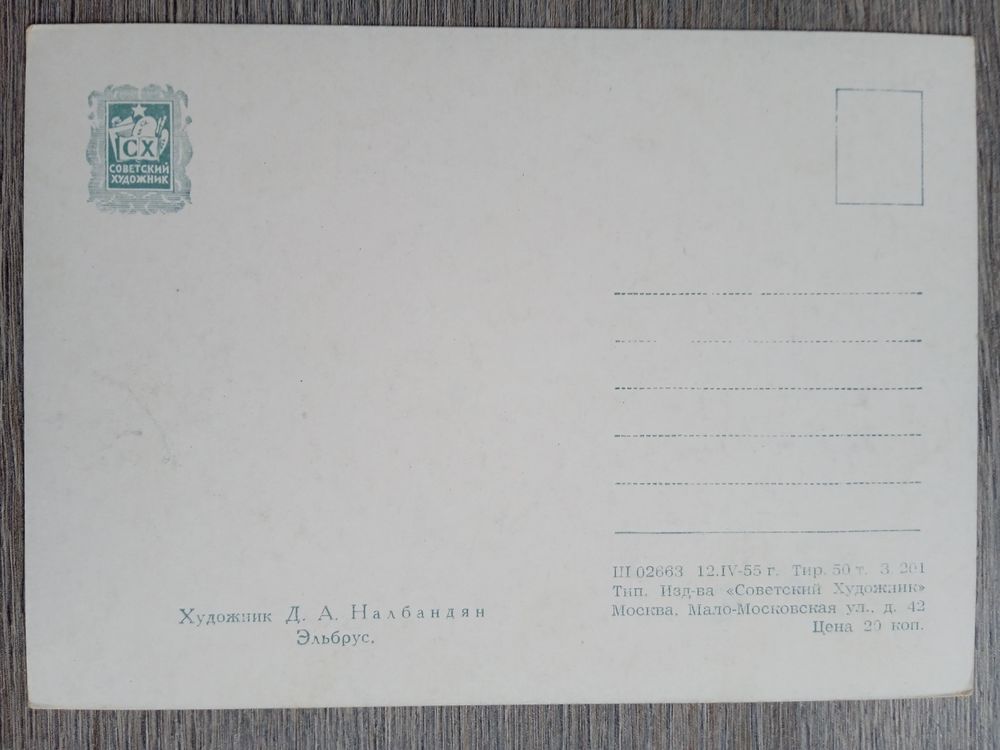 СХ
СОВЕТСКИЙ
ХУДОЖНИК
Художник Д. А. Налбандян
Эльбрус.
Ш 02663 12.IV-55 г. Тир. 50 т. З. 201
Тип. Изд-ва «Советский Художник»
Москва, Мало-Московская ул., д. 42
Цена 20 коп.